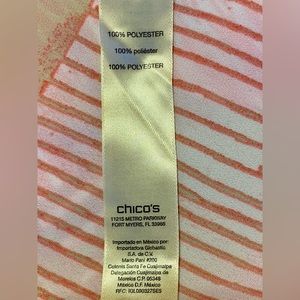 100% POLYESTER
100% poliéster
100% POLYESTER
chico's
11215 METRO PARKWAY
FORT MYERS, FL 33966
Importado en México por:
Importadora Globastic
S.A. de C.V.
Mario Pani #200
Colonia Santa Fe Cuajimalpa
Delegación Cuajimalpa de
Morelos C.P. 05348
México D.F. México